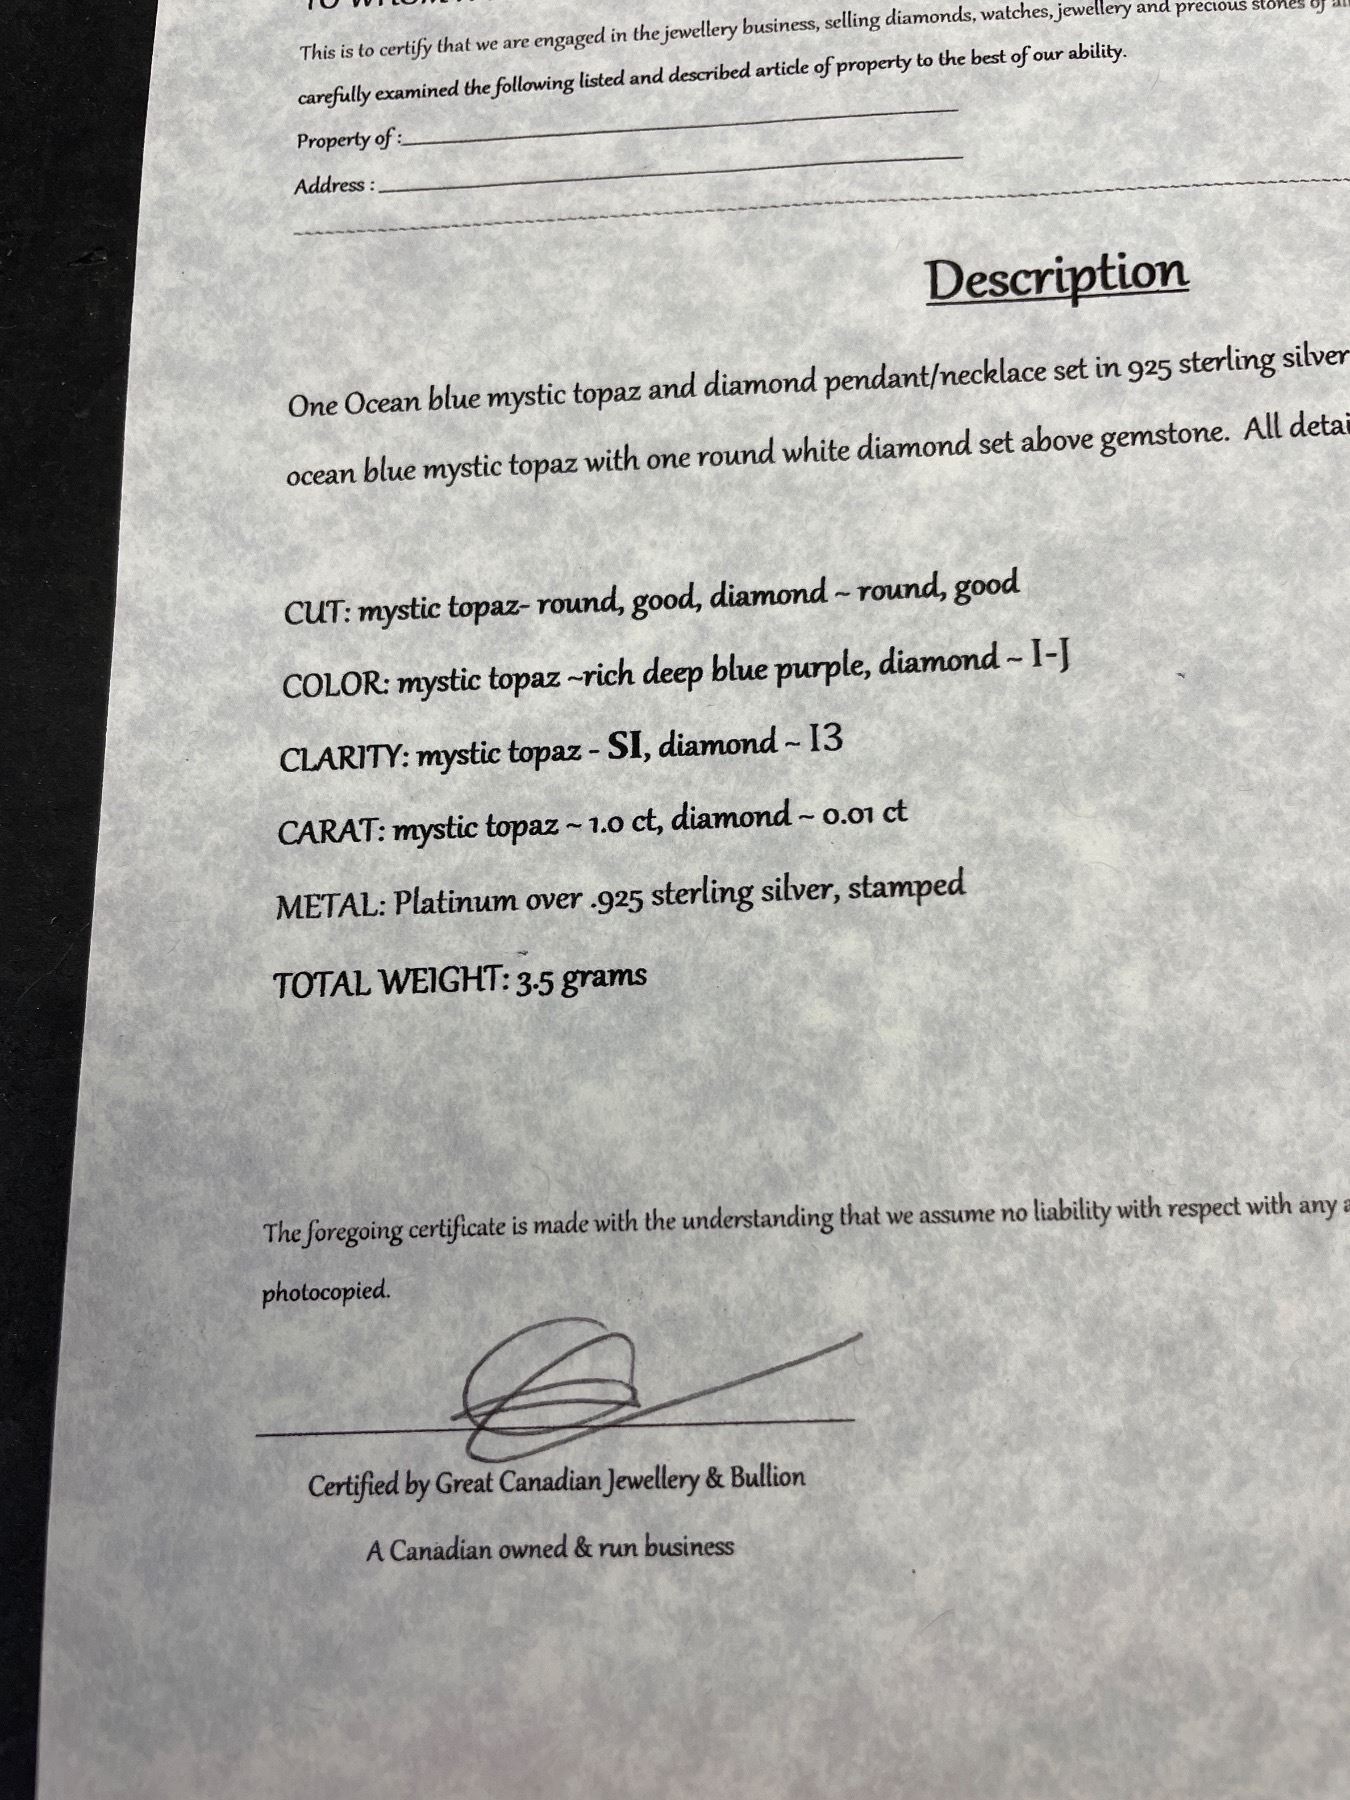 This is to certify that we are engaged in the jewellery business, selling diamonds, watches, jewellery and precious stones of
carefully examined the following listed and described article of property to the best of our ability.
Property of :
Address :
Description
One Ocean blue mystic topaz and diamond pendant/necklace set in 925 sterling silver
ocean blue mystic topaz with one round white diamond set above gemstone. All
CUT: mystic topaz- round, good, diamond ~ round, good
COLOR: mystic topaz ~rich deep blue purple, diamond ~ I-J
CLARITY: mystic topaz - SI, diamond ~ I3
CARAT: mystic topaz ~ 1.0 ct, diamond ~ 0.01 ct
METAL: Platinum over .925 sterling silver, stamped
TOTAL WEIGHT: 3.5 grams
The foregoing certificate is made with the understanding that we assume no liability with respect with any
photocopied.
Certified by Great Canadian Jewellery & Bullion
A Canadian owned & run business